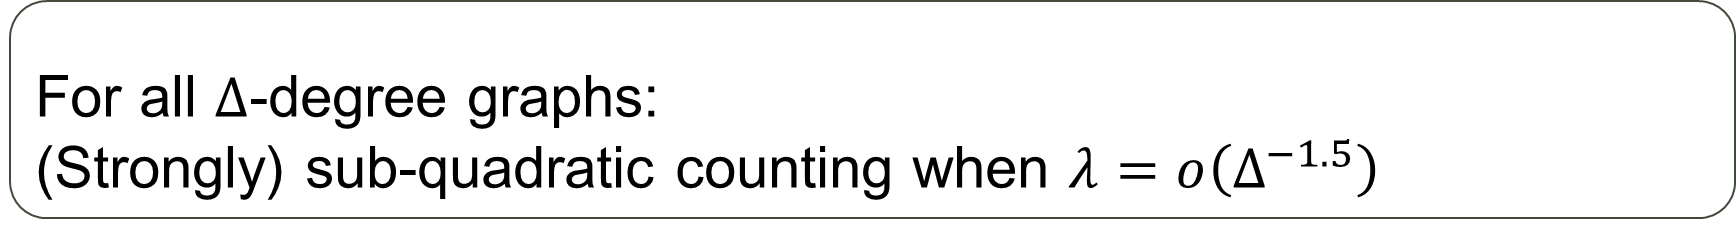 For all Δ-degree graphs:
(Strongly) sub-quadratic counting when λ = o(Δ^{−1.5})